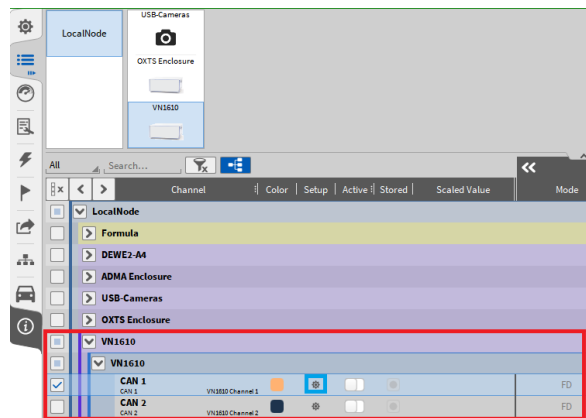 LocalNode
USB-Cameras
OXTS Enclosure
VN1610
All
Search...
Channel Color Setup Active Stored Scaled Value Mode
LocalNode
Formula
DEWE2-A4
ADMA Enclosure
USB-Cameras
OXTS Enclosure
VN1610
VN1610
CAN 1
CAN 1 VN1610 Channel 1 FD
CAN 2
CAN 2 VN1610 Channel 2 FD